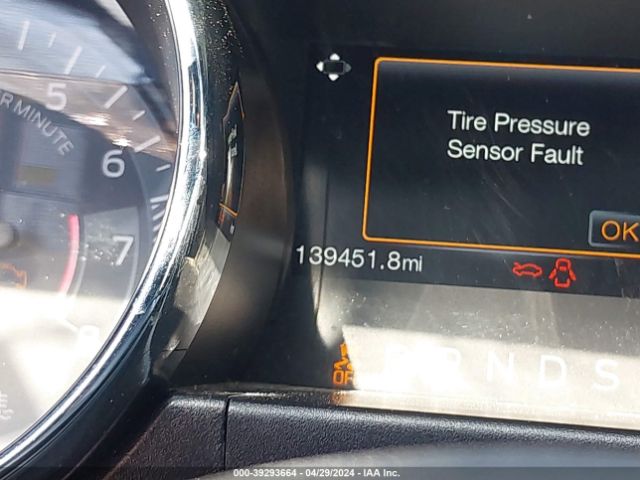 5
R MINUTE
6
7
8
Tire Pressure
Sensor Fault
OK
139451.8mi
OFF
P R N D S
000-39293664 - 04/29/2024 - IAA Inc.